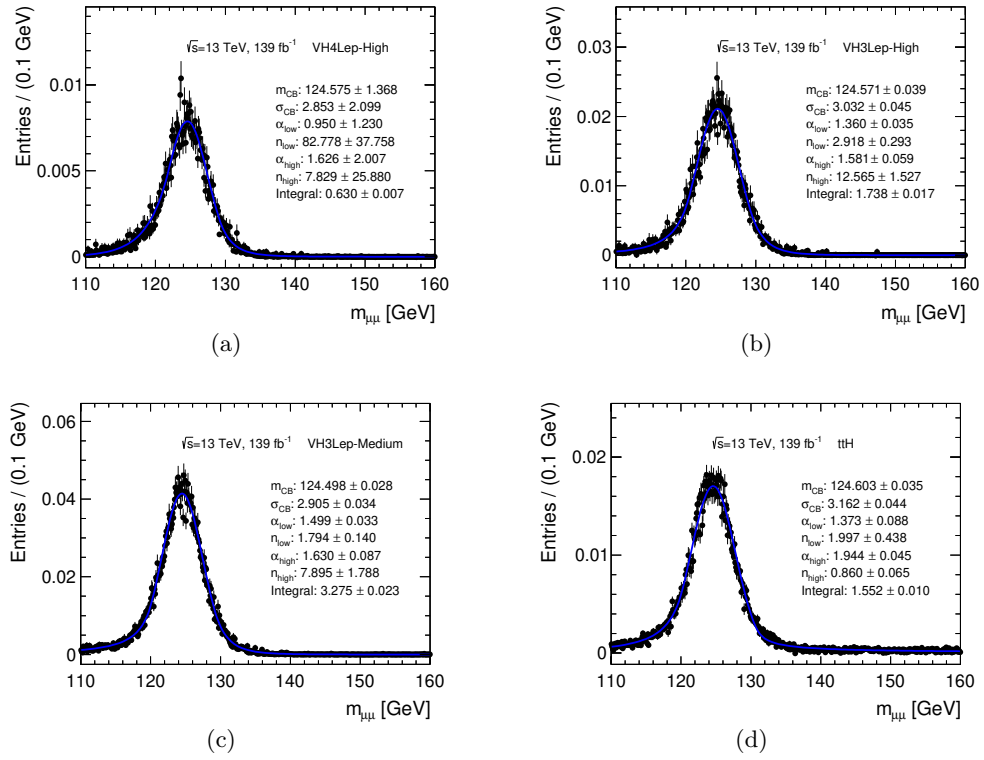 Entries / (0.1 GeV)
0.01
0.005
0
√s=13 TeV, 139 fb⁻¹ VH4Lep-High
m_CB: 124.575 ± 1.368
σ_CB: 2.853 ± 2.099
α_low: 0.950 ± 1.230
n_low: 82.778 ± 37.758
α_high: 1.626 ± 2.007
n_high: 7.829 ± 25.880
Integral: 0.630 ± 0.007
110 120 130 140 150 160
m_μμ [GeV]
(a)
Entries / (0.1 GeV)
0.03
0.02
0.01
0
√s=13 TeV, 139 fb⁻¹ VH3Lep-High
m_CB: 124.571 ± 0.039
σ_CB: 3.032 ± 0.045
α_low: 1.360 ± 0.035
n_low: 2.918 ± 0.293
α_high: 1.581 ± 0.059
n_high: 12.565 ± 1.527
Integral: 1.738 ± 0.017
110 120 130 140 150 160
m_μμ [GeV]
(b)
Entries / (0.1 GeV)
0.06
0.04
0.02
0
√s=13 TeV, 139 fb⁻¹ VH3Lep-Medium
m_CB: 124.498 ± 0.028
σ_CB: 2.905 ± 0.034
α_low: 1.499 ± 0.033
n_low: 1.794 ± 0.140
α_high: 1.630 ± 0.087
n_high: 7.895 ± 1.788
Integral: 3.275 ± 0.023
110 120 130 140 150 160
m_μμ [GeV]
(c)
Entries / (0.1 GeV)
0.02
0.01
0
√s=13 TeV, 139 fb⁻¹ ttH
m_CB: 124.603 ± 0.035
σ_CB: 3.162 ± 0.044
α_low: 1.373 ± 0.088
n_low: 1.997 ± 0.438
α_high: 1.944 ± 0.045
n_high: 0.860 ± 0.065
Integral: 1.552 ± 0.010
110 120 130 140 150 160
m_μμ [GeV]
(d)